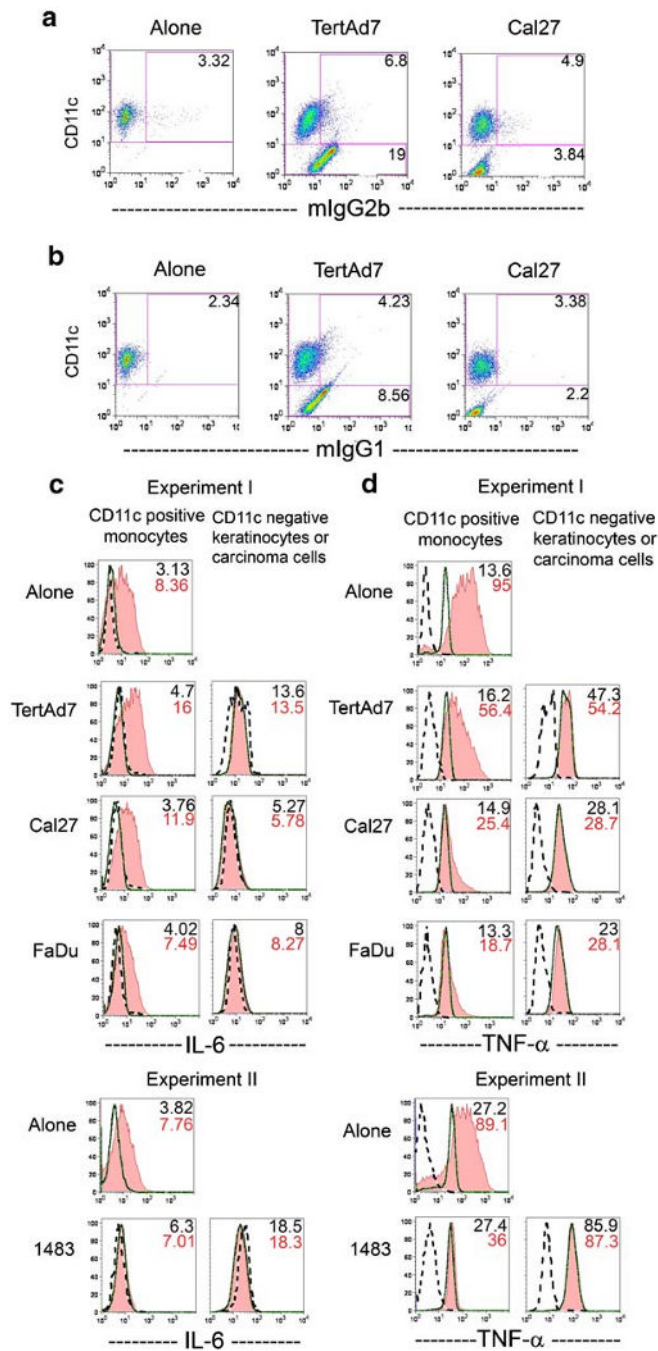 a
Alone TertAd7 Cal27
CD11c
3.32 6.8 4.9
19 3.84
mIgG2b
b
Alone TertAd7 Cal27
CD11c
2.34 4.23 3.38
8.56 2.2
mIgG1
c
Experiment I
CD11c positive monocytes
CD11c negative keratinocytes or carcinoma cells
Alone
3.13
8.36
TertAd7
4.7 13.6
16 13.5
Cal27
3.76 5.27
11.9 5.78
FaDu
4.02 8
7.49 8.27
IL-6
Experiment II
Alone
3.82
7.76
1483
6.3 18.5
7.01 18.3
IL-6
d
Experiment I
CD11c positive monocytes
CD11c negative keratinocytes or carcinoma cells
Alone
13.6
95
TertAd7
16.2 47.3
56.4 54.2
Cal27
14.9 28.1
25.4 28.7
FaDu
13.3 23
18.7 28.1
TNF-α
Experiment II
Alone
27.2
89.1
1483
27.4 85.9
36 87.3
TNF-α